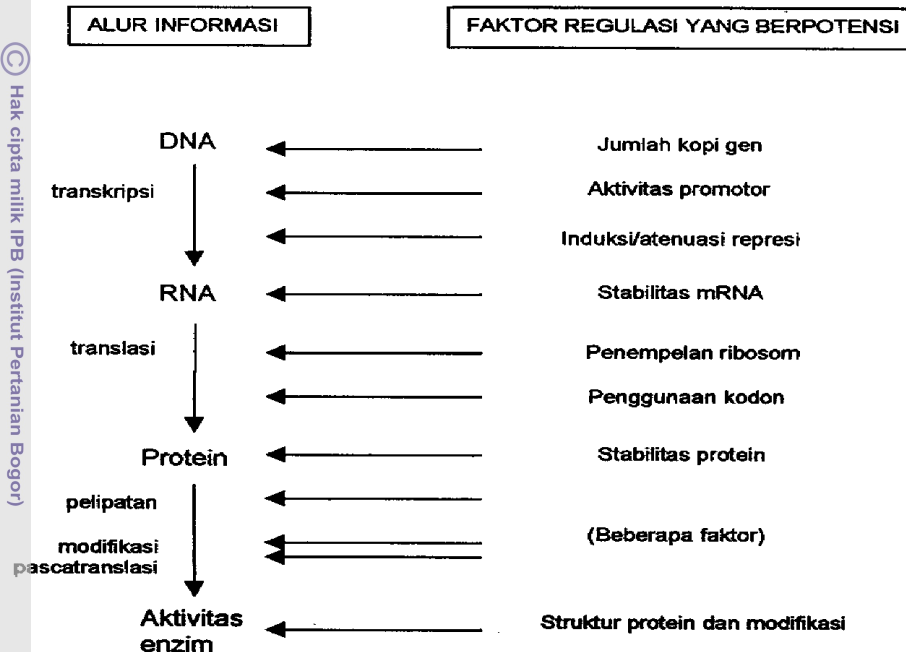 ALUR INFORMASI
FAKTOR REGULASI YANG BERPOTENSI
DNA
Jumlah kopi gen
transkripsi
Aktivitas promotor
Induksi/atenuasi represi
RNA
Stabilitas mRNA
translasi
Penempelan ribosom
Penggunaan kodon
Protein
Stabilitas protein
pelipatan
(Beberapa faktor)
modifikasi
pascatranslasi
Aktivitas
enzim
Struktur protein dan modifikasi
© Hak cipta milik IPB (Institut Pertanian Bogor)